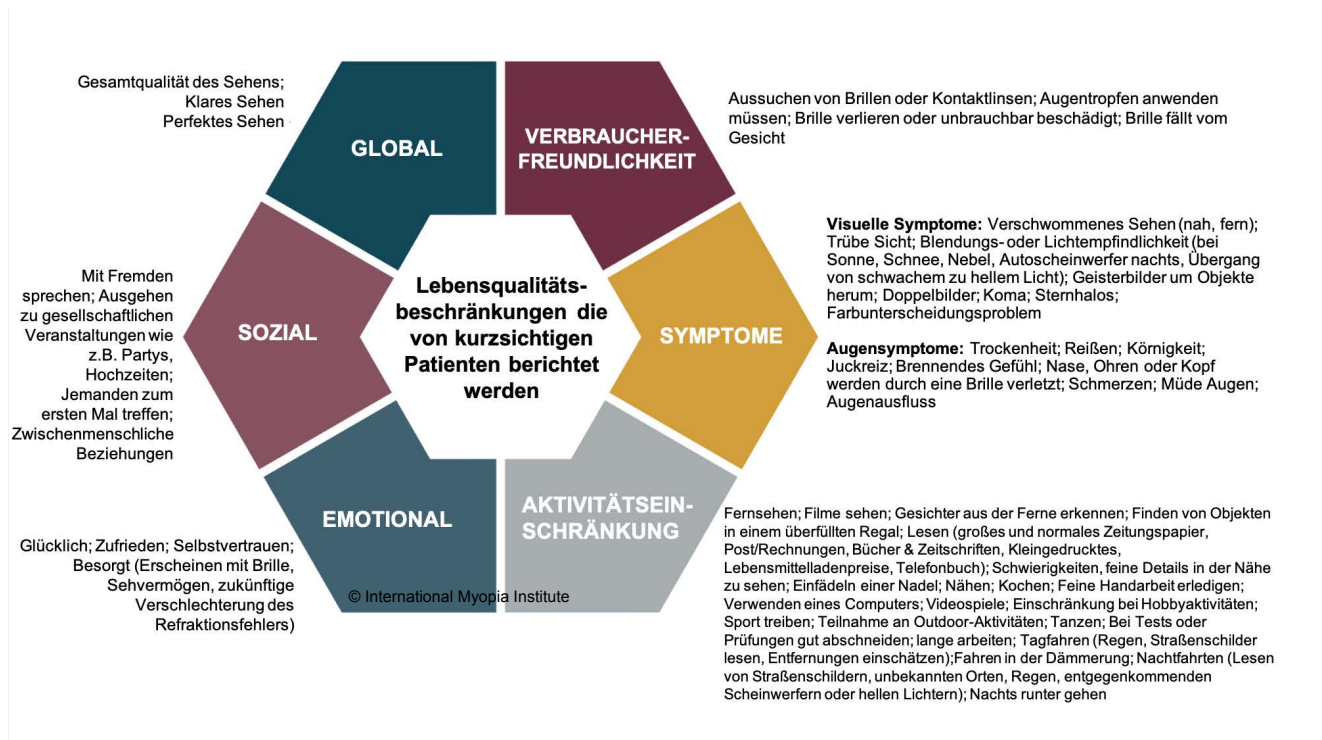 Gesamtqualität des Sehens;
Klares Sehen
Perfektes Sehen
GLOBAL
VERBRAUCHER-
FREUNDLICHKEIT
Aussuchen von Brillen oder Kontaktlinsen; Augentropfen anwenden
müssen; Brille verlieren oder unbrauchbar beschädigt; Brille fällt vom
Gesicht
Mit Fremden
sprechen; Ausgehen
zu gesellschaftlichen
Veranstaltungen wie
z.B. Partys,
Hochzeiten;
Jemanden zum
ersten Mal treffen;
Zwischenmenschliche
Beziehungen
SOZIAL
Lebensqualitäts-
beschränkungen die
von kurzsichtigen
Patienten berichtet
werden
SYMPTOME
Visuelle Symptome: Verschwommenes Sehen (nah, fern);
Trübe Sicht; Blendungs- oder Lichtempfindlichkeit (bei
Sonne, Schnee, Nebel, Autoscheinwerfer nachts, Übergang
von schwachem zu hellem Licht); Geisterbilder um Objekte
herum; Doppelbilder; Koma; Sternhalos;
Farbunterscheidungsproblem
Augensymptome: Trockenheit; Reißen; Körnigkeit;
Juckreiz; Brennendes Gefühl; Nase, Ohren oder Kopf
werden durch eine Brille verletzt; Schmerzen; Müde Augen;
Augenausfluss
EMOTIONAL
Glücklich; Zufrieden; Selbstvertrauen;
Besorgt (Erscheinen mit Brille,
Sehvermögen, zukünftige
Verschlechterung des
Refraktionsfehlers)
© International Myopia Institute
AKTIVITÄTSEIN-
SCHRÄNKUNG
Fernsehen; Filme sehen; Gesichter aus der Ferne erkennen; Finden von Objekten
in einem überfüllten Regal; Lesen (großes und normales Zeitungspapier,
Post/Rechnungen, Bücher & Zeitschriften, Kleingedrucktes,
Lebensmittelladenpreise, Telefonbuch); Schwierigkeiten, feine Details in der Nähe
zu sehen; Einfädeln einer Nadel; Nähen; Kochen; Feine Handarbeit erledigen;
Verwenden eines Computers; Videospiele; Einschränkung bei Hobbyaktivitäten;
Sport treiben; Teilnahme an Outdoor-Aktivitäten; Tanzen; Bei Tests oder
Prüfungen gut abschneiden; lange arbeiten; Tagfahren (Regen, Straßenschilder
lesen, Entfernungen einschätzen);Fahren in der Dämmerung; Nachtfahrten (Lesen
von Straßenschildern, unbekannten Orten, Regen, entgegenkommenden
Scheinwerfern oder hellen Lichtern); Nachts runter gehen